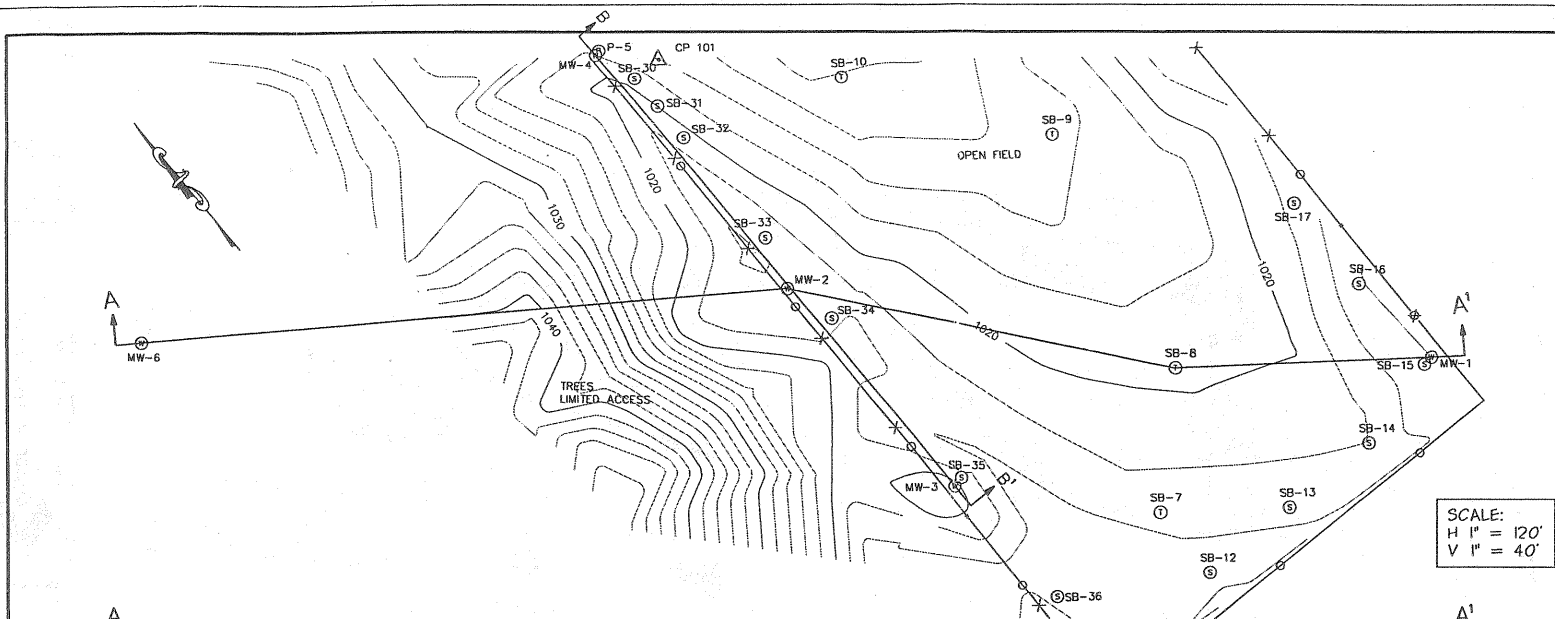 B
P-5
CP 101
MW-4
SB-30
SB-10
SB-31
SB-9
SB-32
OPEN FIELD
1020
SB-17
1030
SB-33
SB-16
1020
MW-2
A
A¹
SB-34
1040
1020
MW-6
SB-8
SB-15
MW-1
TREES
LIMITED ACCESS
SB-14
SB-35
MW-3
B¹
SB-7
SB-13
SCALE:
H 1" = 120'
V 1" = 40'
SB-12
SB-36
A
A¹